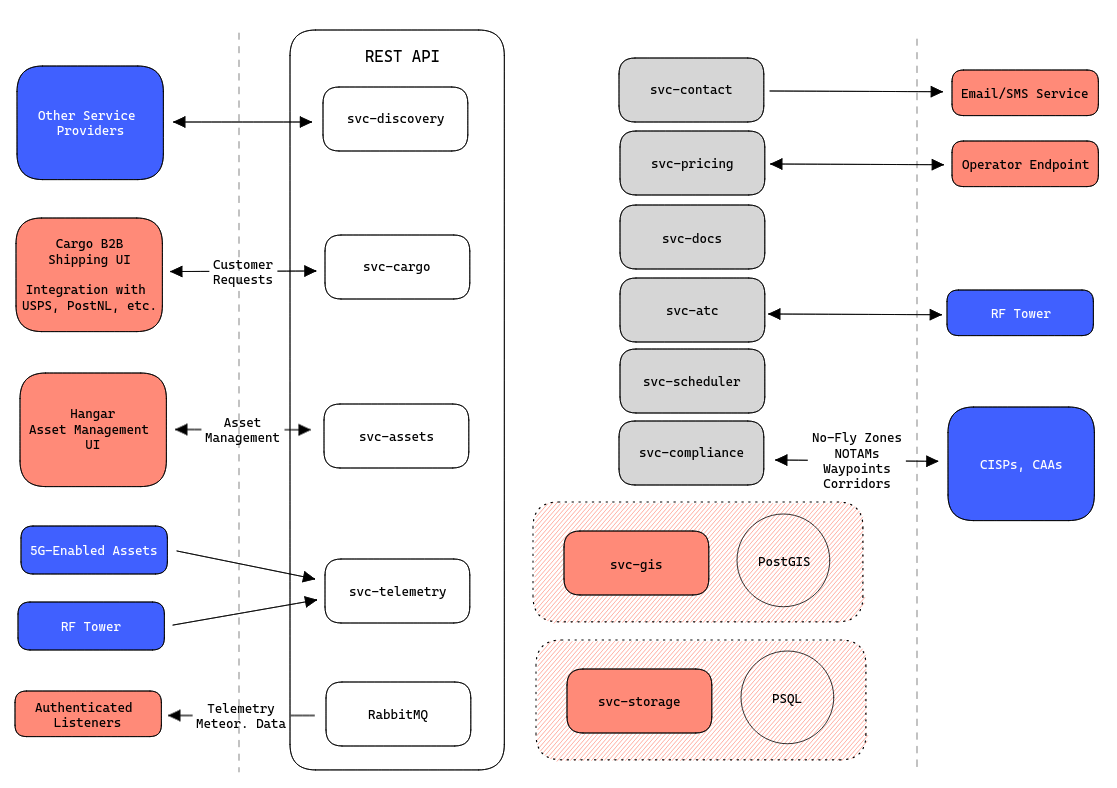 REST API
Other Service
Providers
svc-discovery
Cargo B2B
Shipping UI
Integration with
USPS, PostNL, etc.
Customer
Requests
svc-cargo
Hangar
Asset Management
UI
Asset
Management
svc-assets
5G-Enabled Assets
RF Tower
svc-telemetry
Authenticated
Listeners
Telemetry
Meteor. Data
RabbitMQ
svc-contact
Email/SMS Service
svc-pricing
Operator Endpoint
svc-docs
svc-atc
RF Tower
svc-scheduler
svc-compliance
No-Fly Zones
NOTAMs
Waypoints
Corridors
CISPs, CAAs
svc-gis
PostGIS
svc-storage
PSQL